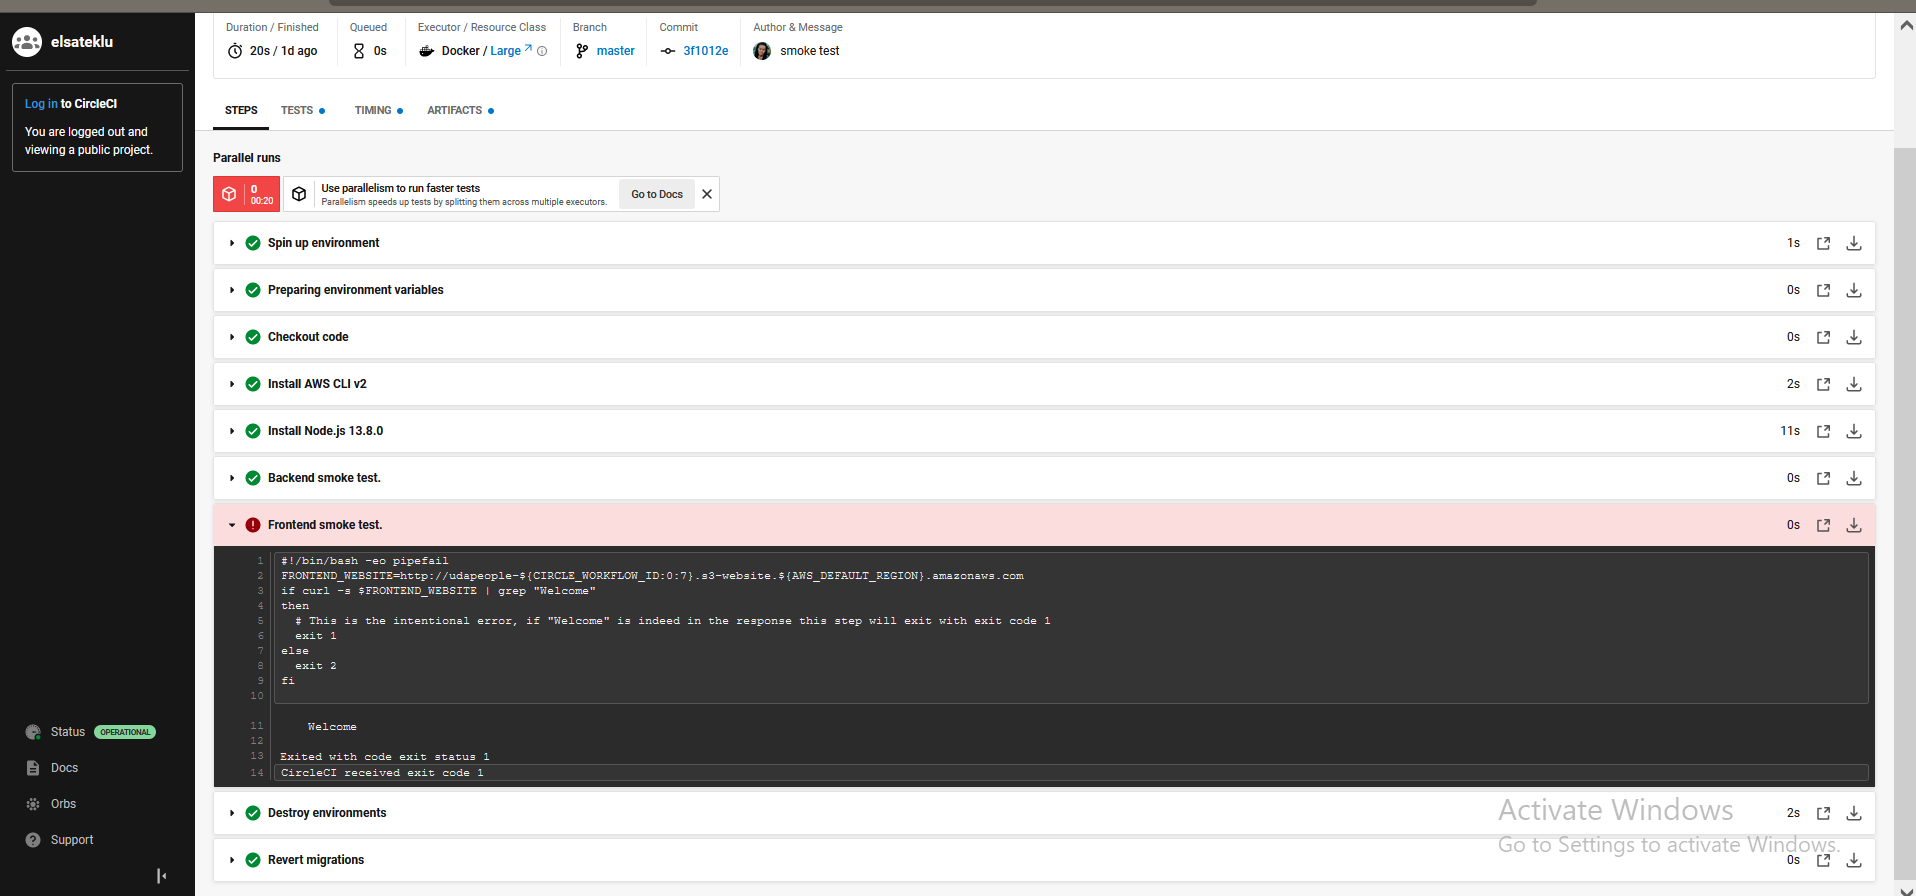 elsateklu
Log in to CircleCI
You are logged out and
viewing a public project.
Status OPERATIONAL
Docs
Orbs
Support
Duration / Finished
20s / 1d ago
Queued
0s
Executor / Resource Class
Docker / Large
Branch
master
Commit
3f1012e
Author & Message
smoke test
STEPS TESTS TIMING ARTIFACTS
Parallel runs
0
00:20
Use parallelism to run faster tests
Parallelism speeds up tests by splitting them across multiple executors.
Go to Docs
Spin up environment 1s
Preparing environment variables 0s
Checkout code 0s
Install AWS CLI v2 2s
Install Node.js 13.8.0 11s
Backend smoke test. 0s
Frontend smoke test. 0s
1 #!/bin/bash -eo pipefail
2 FRONTEND_WEBSITE=http://udapeople-${CIRCLE_WORKFLOW_ID:0:7}.s3-website.${AWS_DEFAULT_REGION}.amazonaws.com
3 if curl -s $FRONTEND_WEBSITE | grep "Welcome"
4 then
5 # This is the intentional error, if "Welcome" is indeed in the response this step will exit with exit code 1
6 exit 1
7 else
8 exit 2
9 fi
10
11 Welcome
12
13 Exited with code exit status 1
14 CircleCI received exit code 1
Destroy environments 2s
Revert migrations 0s
Activate Windows
Go to Settings to activate Windows.